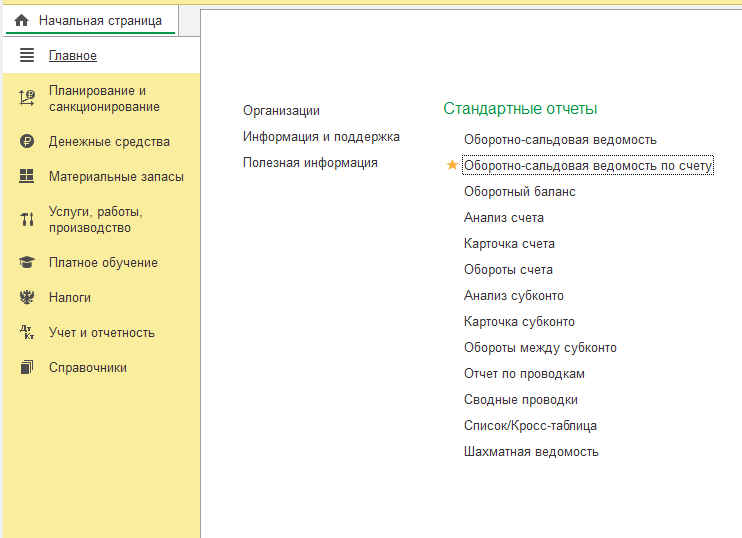 Начальная страница
Главное
Планирование и
санкционирование
Денежные средства
Материальные запасы
Услуги, работы,
производство
Платное обучение
Налоги
Дт
Кт
Учет и отчетность
Справочники
Организации
Информация и поддержка
Полезная информация
Стандартные отчеты
Оборотно-сальдовая ведомость
Оборотно-сальдовая ведомость по счету
Оборотный баланс
Анализ счета
Карточка счета
Обороты счета
Анализ субконто
Карточка субконто
Обороты между субконто
Отчет по проводкам
Сводные проводки
Список/Кросс-таблица
Шахматная ведомость